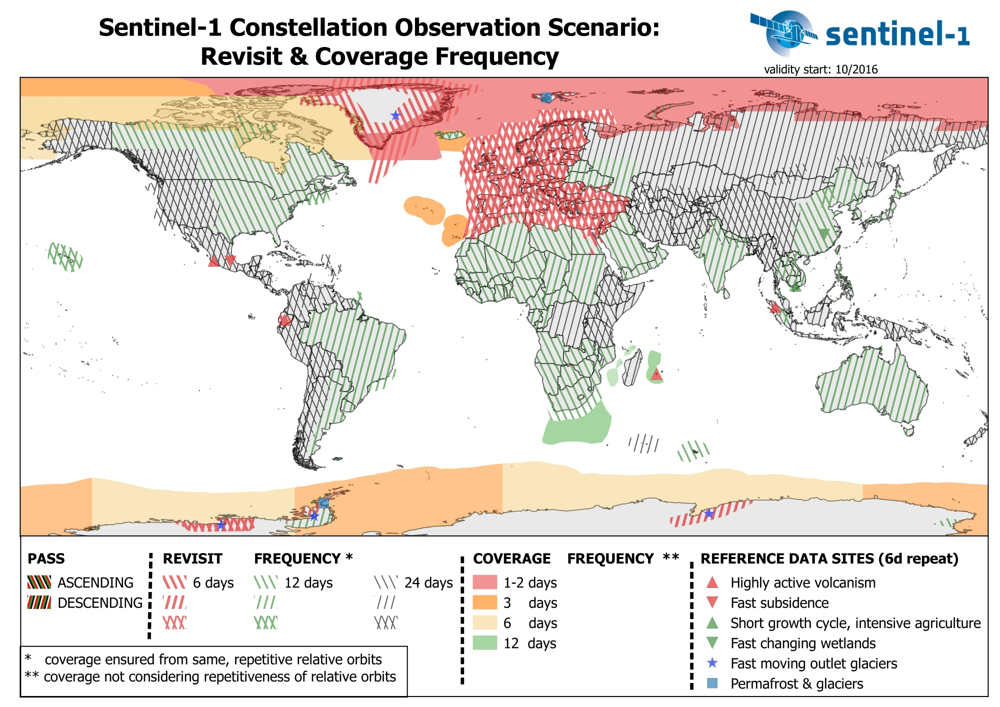 Sentinel-1 Constellation Observation Scenario:
Revisit & Coverage Frequency
sentinel-1
validity start: 10/2016
PASS
ASCENDING
DESCENDING
REVISIT FREQUENCY *
6 days 12 days 24 days
COVERAGE FREQUENCY **
1-2 days
3 days
6 days
12 days
REFERENCE DATA SITES (6d repeat)
Highly active volcanism
Fast subsidence
Short growth cycle, intensive agriculture
Fast changing wetlands
Fast moving outlet glaciers
Permafrost & glaciers
* coverage ensured from same, repetitive relative orbits
** coverage not considering repetitiveness of relative orbits